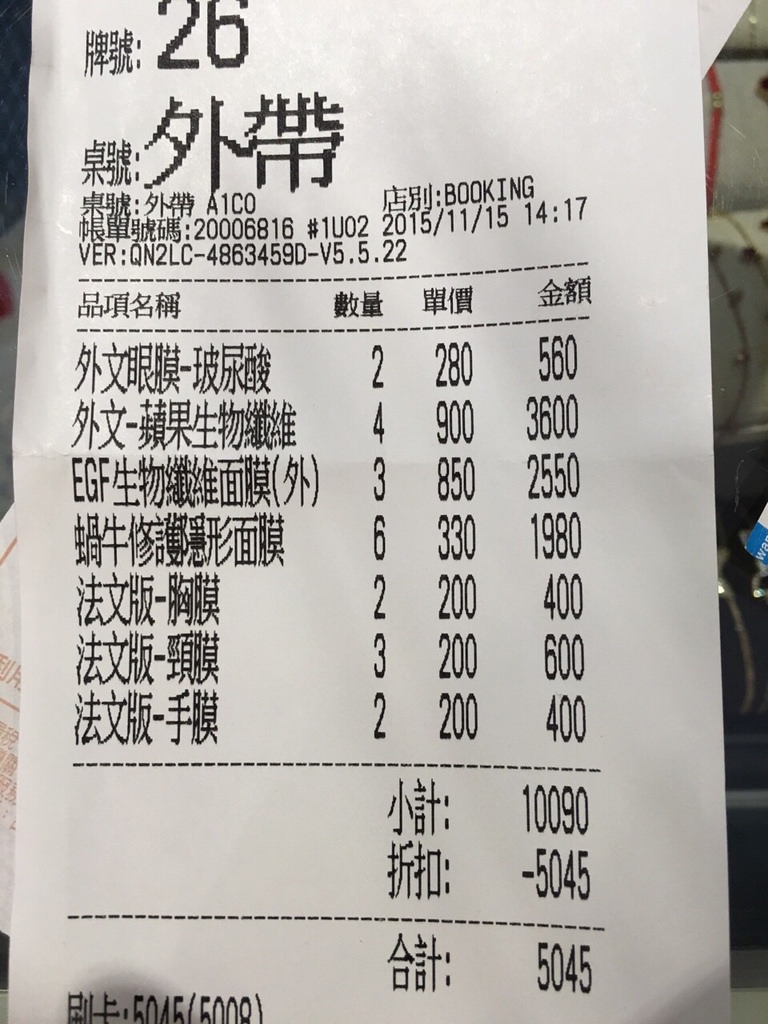 牌號: 26
桌號: 外帶
桌號:外帶 A1C0 店別:BOOKING
帳單號碼:20006816 #1U02 2015/11/15 14:17
VER:QN2LC-4863459D-V5.5.22
品項名稱 數量 單價 金額
外文眼膜-玻尿酸 2 280 560
外文-蘋果生物纖維 4 900 3600
EGF生物纖維面膜(外) 3 850 2550
蝸牛修護隱形面膜 6 330 1980
法文版-胸膜 2 200 400
法文版-頸膜 3 200 600
法文版-手膜 2 200 400
小計: 10090
折扣: -5045
合計: 5045
刷卡:5045(5008)